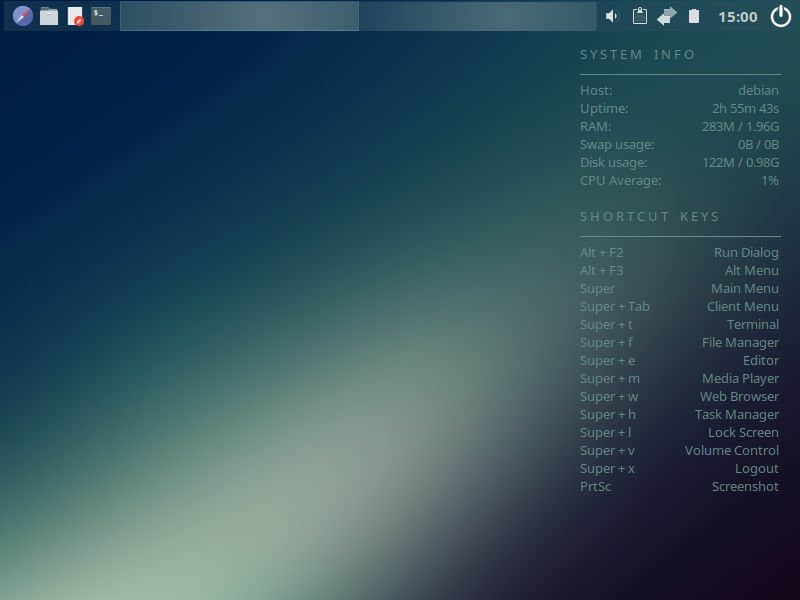 15:00
SYSTEM INFO
Host: debian
Uptime: 2h 55m 43s
RAM: 283M / 1.96G
Swap usage: 0B / 0B
Disk usage: 122M / 0.98G
CPU Average: 1%
SHORTCUT KEYS
Alt + F2 Run Dialog
Alt + F3 Alt Menu
Super Main Menu
Super + Tab Client Menu
Super + t Terminal
Super + f File Manager
Super + e Editor
Super + m Media Player
Super + w Web Browser
Super + h Task Manager
Super + l Lock Screen
Super + v Volume Control
Super + x Logout
PrtSc Screenshot